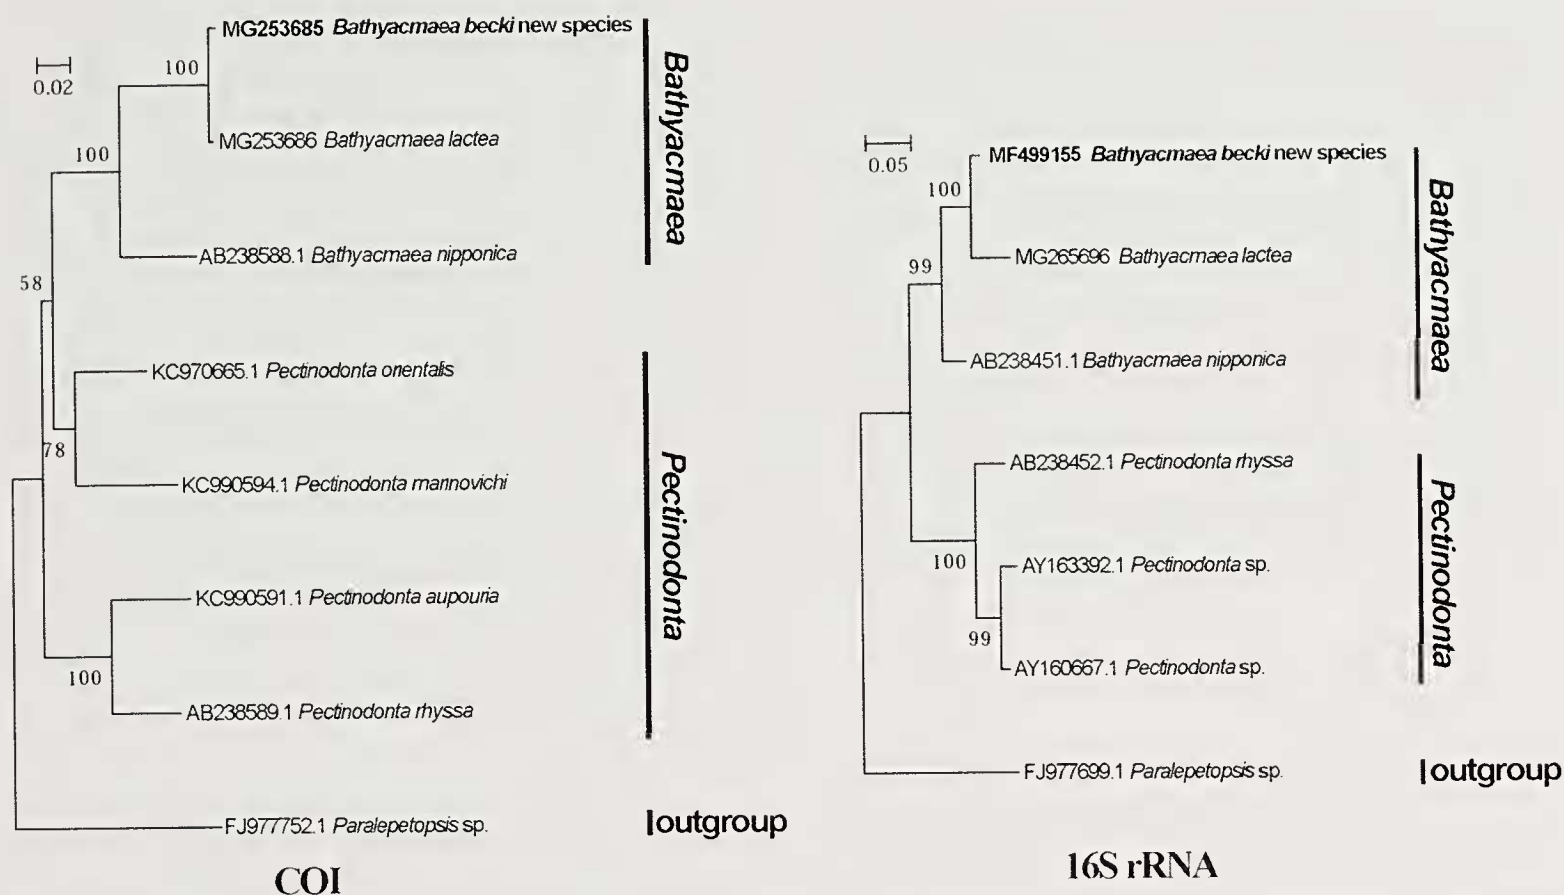 0.02
MG253685 Bathyacmaea becki new species
100
MG253686 Bathyacmaea lactea
100
AB238588.1 Bathyacmaea nipponica
58
KC970665.1 Pectinodonta orientalis
78
KC990594.1 Pectinodonta marinovichi
KC990591.1 Pectinodonta aupouria
100
AB238589.1 Pectinodonta rhyssa
FJ977752.1 Paralepetopsis sp.
Bathyacmaea
Pectinodonta
outgroup
COI
0.05
MF499155 Bathyacmaea becki new species
100
MG265696 Bathyacmaea lactea
99
AB238451.1 Bathyacmaea nipponica
AB238452.1 Pectinodonta rhyssa
100
AY163392.1 Pectinodonta sp.
99
AY160667.1 Pectinodonta sp.
FJ977699.1 Paralepetopsis sp.
Bathyacmaea
Pectinodonta
outgroup
16S rRNA